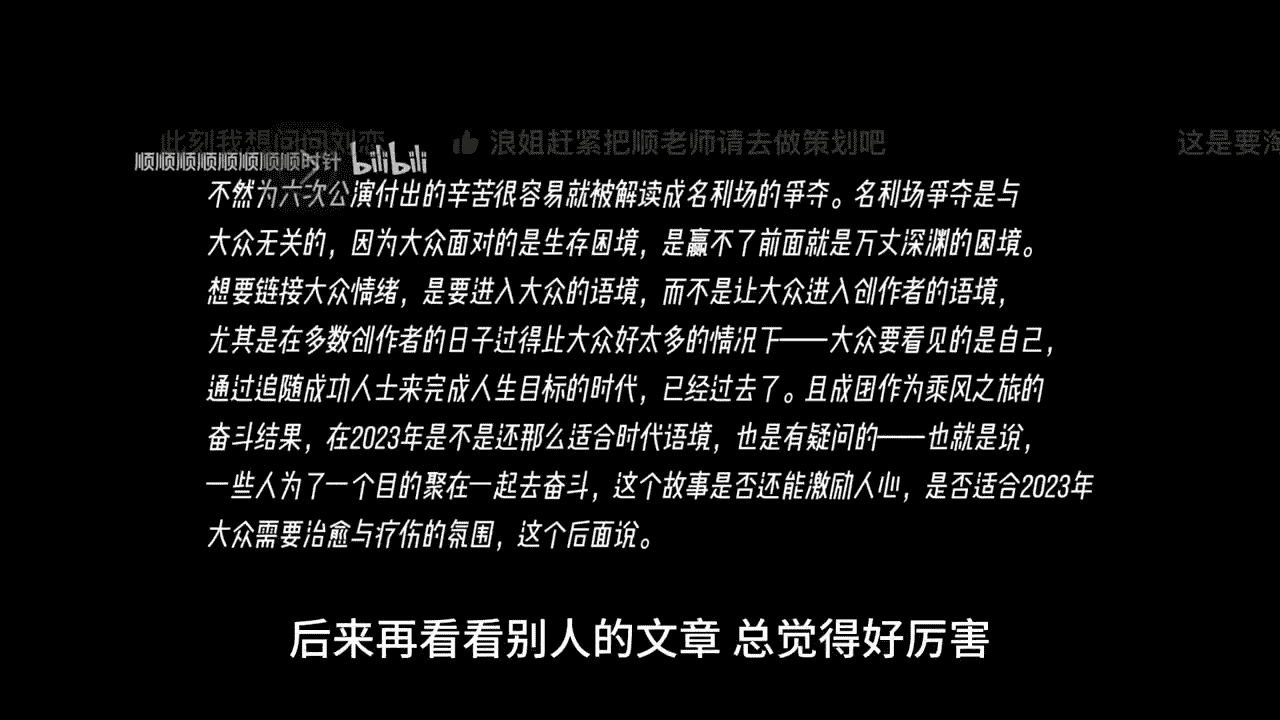 此刻我想问问刘恋
浪姐赶紧把顺老师请去做策划吧
这是要淘
顺顺顺顺顺顺顺顺时针 bilibili
不然为六次公演付出的辛苦很容易就被解读成名利场的争夺。名利场争夺是与
大众无关的，因为大众面对的是生存困境，是赢不了前面就是万丈深渊的困境。
想要链接大众情绪，是要进入大众的语境，而不是让大众进入创作者的语境，
尤其是在多数创作者的日子过得比大众好太多的情况下——大众要看见的是自己，
通过追随成功人士来完成人生目标的时代，已经过去了。且成团作为乘风之旅的
奋斗结果，在2023年是不是还那么适合时代语境，也是有疑问的——也就是说，
一些人为了一个目的聚在一起去奋斗，这个故事是否还能激励人心，是否适合2023年
大众需要治愈与疗伤的氛围，这个后面说。
后来再看看别人的文章 总觉得好厉害